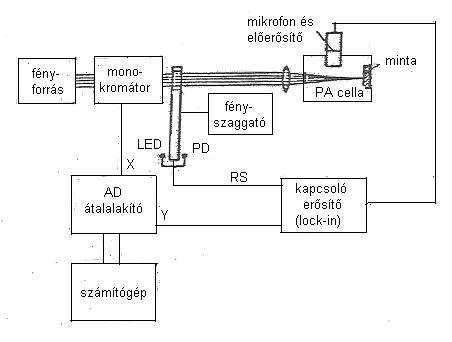 mikrofon és
előerősítő
fény-
forrás
mono-
kromátor
minta
PA cella
fény-
szaggató
LED
PD
X
RS
AD
átalalakító
Y
kapcsoló
erősítő
(lock-in)
számítógép